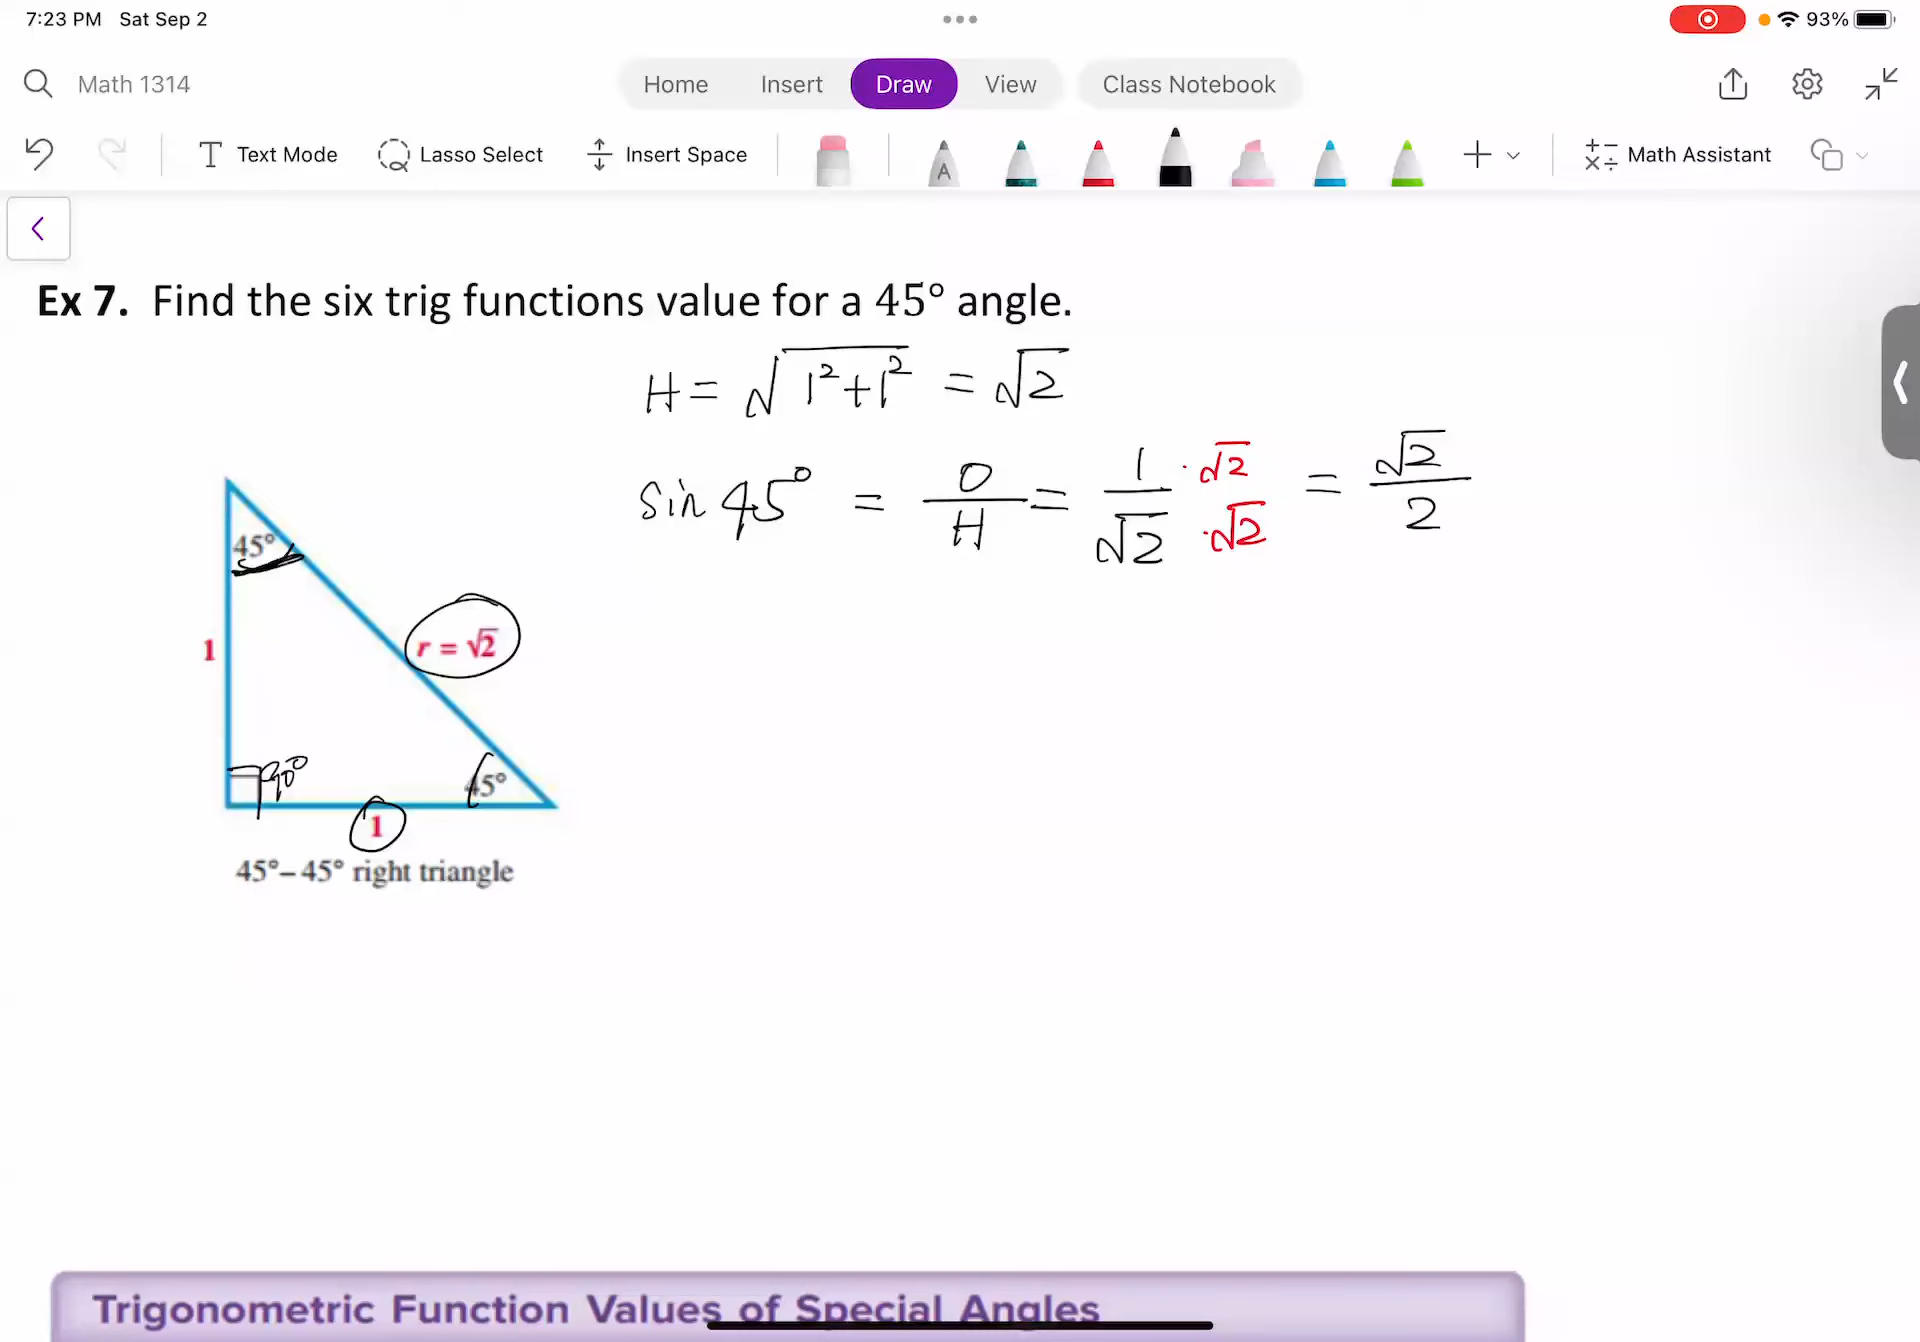 7:23 PM Sat Sep 2
93%
Math 1314
Home Insert Draw View Class Notebook
Text Mode Lasso Select Insert Space A Math Assistant
Ex 7. Find the six trig functions value for a 45° angle.
H = √(1²+1²) = √2
sin 45° = O/H = 1/√2 ·√2/·√2 = √2/2
45°
1
r = √2
90°
45°
1
45°– 45° right triangle
Trigonometric Function Values of Special Angles